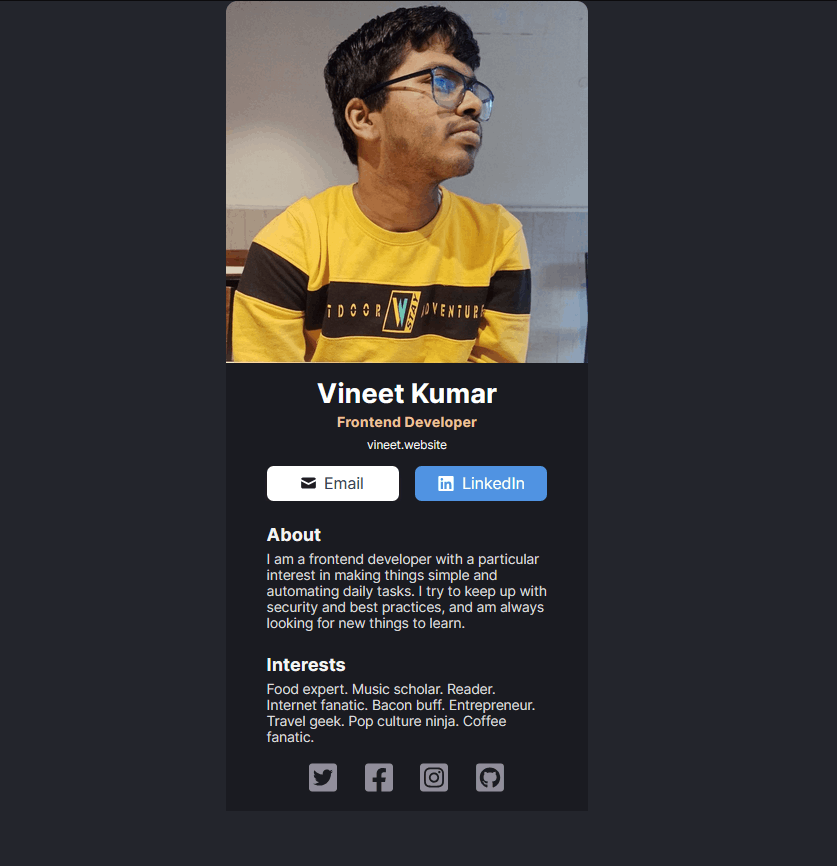 TDOOR W STAY ADVENTUR
Vineet Kumar
Frontend Developer
vineet.website
Email
LinkedIn
About
I am a frontend developer with a particular
interest in making things simple and
automating daily tasks. I try to keep up with
security and best practices, and am always
looking for new things to learn.
Interests
Food expert. Music scholar. Reader.
Internet fanatic. Bacon buff. Entrepreneur.
Travel geek. Pop culture ninja. Coffee
fanatic.